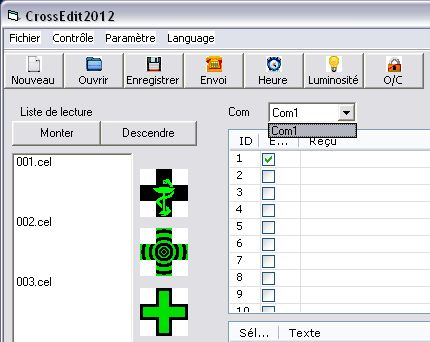 CrossEdit2012
Fichier Contrôle Paramètre Language
Nouveau Ouvrir Enregistrer Envoi Heure Luminosité O/C
Liste de lecture Com Com1
Monter Descendre Com1
ID E... Reçu
001.cel
002.cel
003.cel
1
2
3
4
5
6
7
8
9
10
Sél... Texte